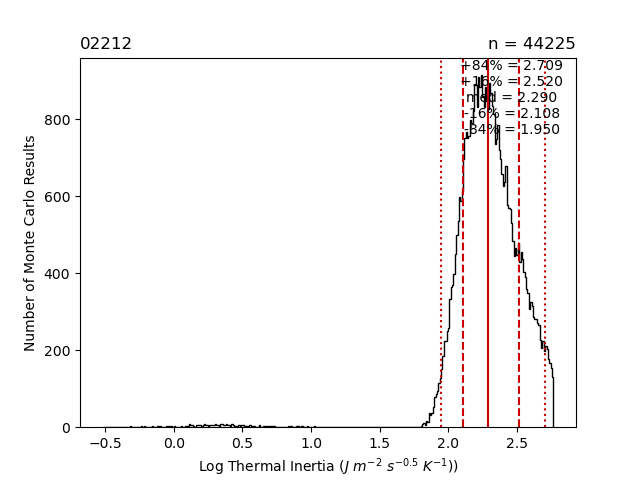 02212
n = 44225
+84% = 2.709
+16% = 2.520
med = 2.290
-16% = 2.108
-84% = 1.950
Number of Monte Carlo Results
800
600
400
200
0
−0.5
0.0
0.5
1.0
1.5
2.0
2.5
Log Thermal Inertia (J m⁻² s⁻⁰·⁵ K⁻¹))